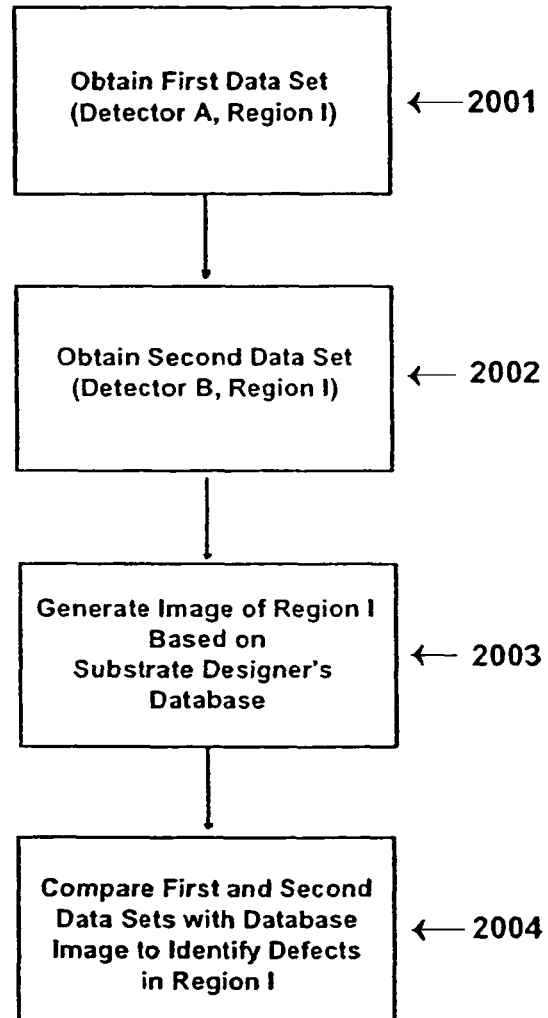 Obtain First Data Set
(Detector A, Region I)
2001
Obtain Second Data Set
(Detector B, Region I)
2002
Generate Image of Region I
Based on
Substrate Designer's
Database
2003
Compare First and Second
Data Sets with Database
Image to Identify Defects
in Region I
2004